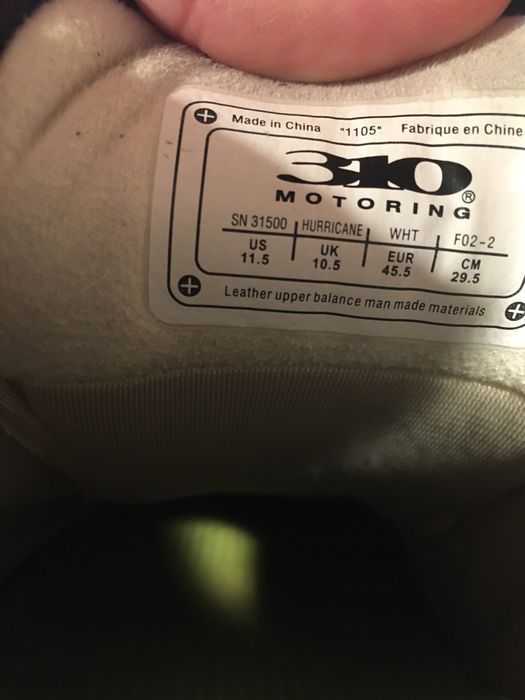 Made in China "1105" Fabrique en Chine
310®
MOTORING
SN 31500 HURRICANE WHT F02-2
US UK EUR CM
11.5 10.5 45.5 29.5
Leather upper balance man made materials